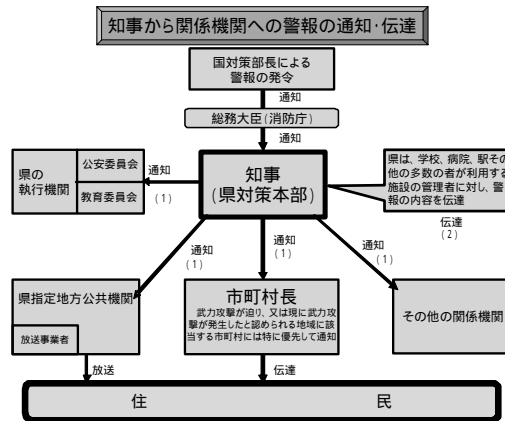 知事から関係機関への警報の通知・伝達
国対策部長による
警報の発令
通知
総務大臣(消防庁)
通知
県の
執行機関
公安委員会
教育委員会
通知
(1)
知事
(県対策本部)
県は、学校、病院、駅その
他の多数の者が利用する
施設の管理者に対し、警
報の内容を伝達
伝達
(2)
通知
(1)
通知
(1)
通知
(1)
県指定地方公共機関
放送事業者
市町村長
武力攻撃が迫り、又は現に武力攻
撃が発生したと認められる地域に該
当する市町村には特に優先して通知
その他の関係機関
放送
伝達
住 民